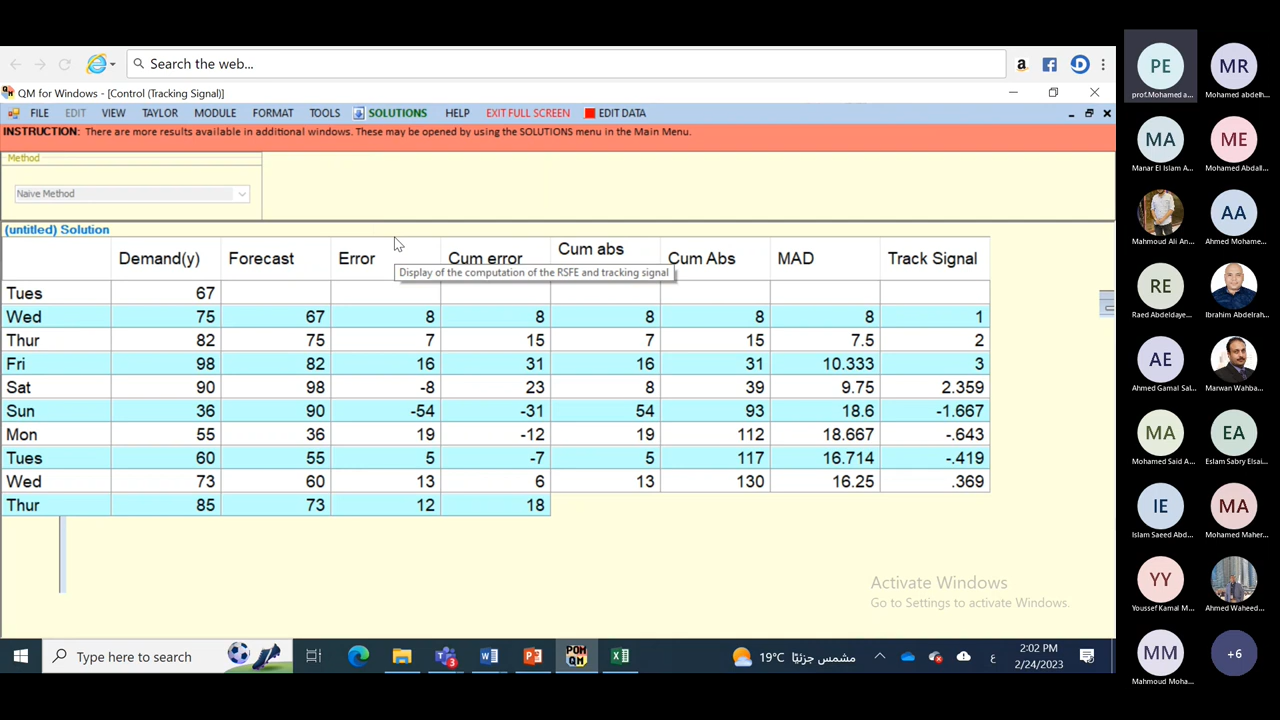 Search the web...
QM for Windows - [Control (Tracking Signal)]
FILE EDIT VIEW TAYLOR MODULE FORMAT TOOLS SOLUTIONS HELP EXIT FULL SCREEN EDIT DATA
INSTRUCTION: There are more results available in additional windows. These may be opened by using the SOLUTIONS menu in the Main Menu.
Method
Naive Method
(untitled) Solution
Demand(y) Forecast Error Cum error Cum abs Cum Abs MAD Track Signal
Display of the computation of the RSFE and tracking signal
Tues 67
Wed 75 67 8 8 8 8 8 1
Thur 82 75 7 15 7 15 7.5 2
Fri 98 82 16 31 16 31 10.333 3
Sat 90 98 -8 23 8 39 9.75 2.359
Sun 36 90 -54 -31 54 93 18.6 -1.667
Mon 55 36 19 -12 19 112 18.667 -.643
Tues 60 55 5 -7 5 117 16.714 -.419
Wed 73 60 13 6 13 130 16.25 .369
Thur 85 73 12 18
Activate Windows
Go to Settings to activate Windows.
Type here to search
3
POM
QM
19°C مشمس جزئيًا
ع
2:02 PM
2/24/2023
PE
prof.Mohamed a...
MR
Mohamed abdelh...
MA
Manar El Islam A...
ME
Mohamed Abdall...
Mahmoud Ali An...
AA
Ahmed Mohame...
RE
Raed Abdeldaye...
Ibrahim Abdelrah...
AE
Ahmed Gamal Sal...
Marwan Wahba...
MA
Mohamed Said A...
EA
Eslam Sabry Elsai...
IE
Islam Saeed Abd...
MA
Mohamed Maher...
YY
Youssef Kamal M...
Ahmed Waheed...
MM
Mahmoud Moha...
+6